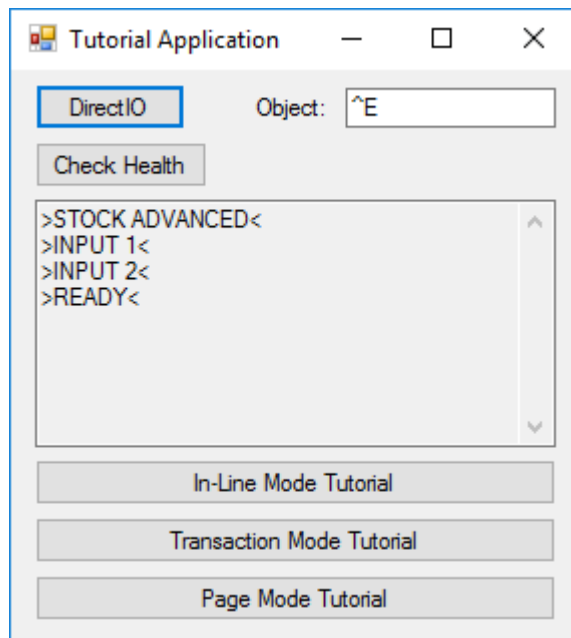 Tutorial Application
DirectIO Object: ^E
Check Health
>STOCK ADVANCED<
>INPUT 1<
>INPUT 2<
>READY<
In-Line Mode Tutorial
Transaction Mode Tutorial
Page Mode Tutorial